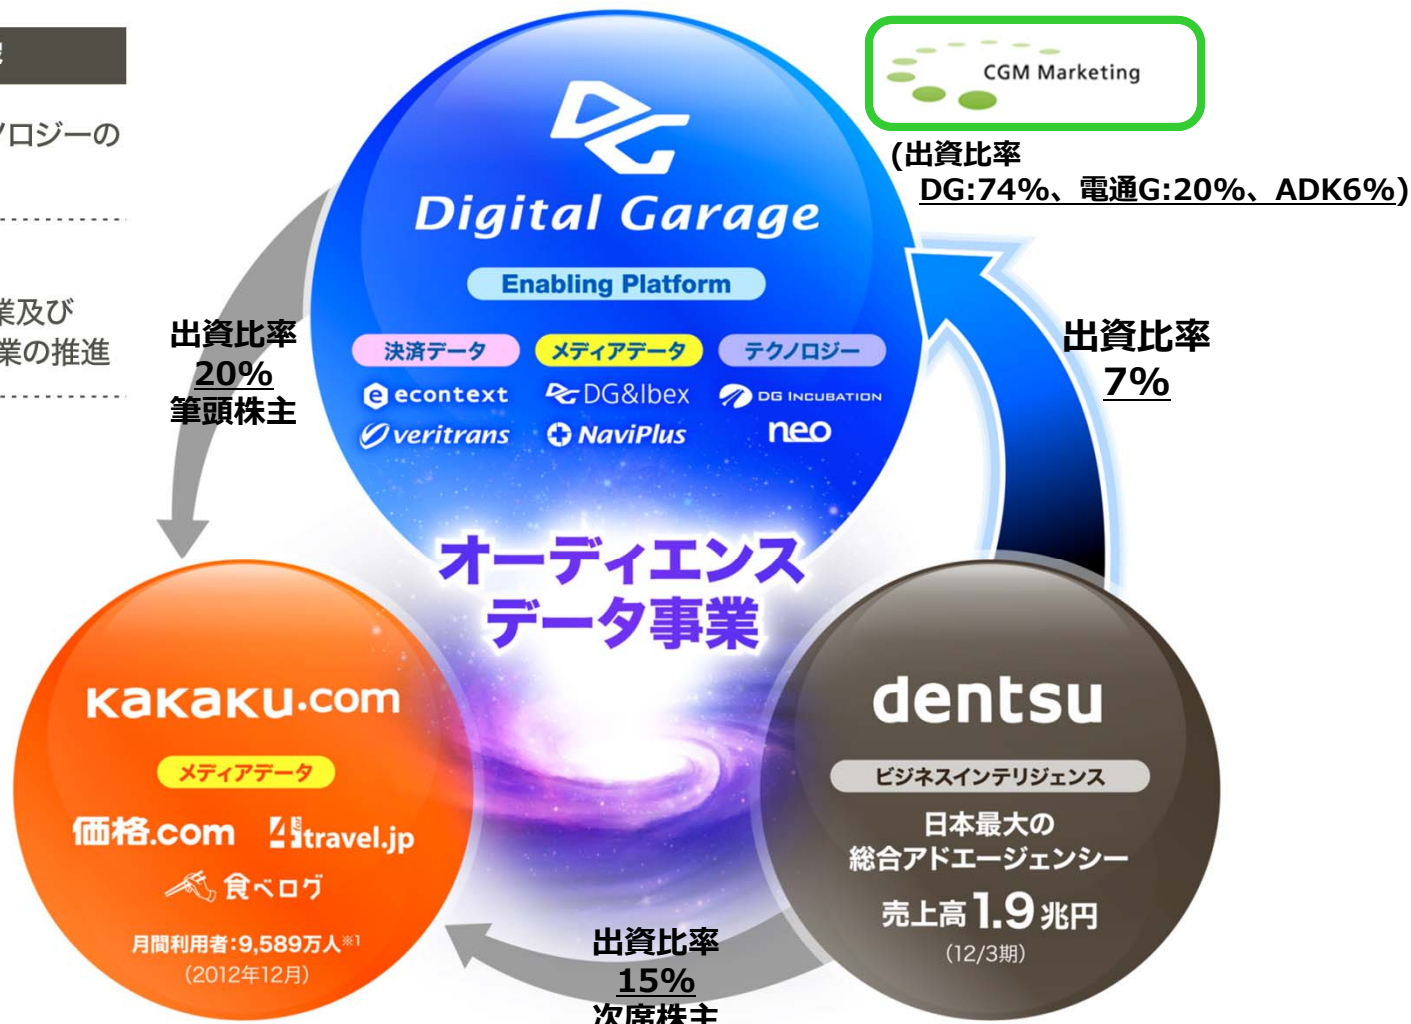 ノロジーの
業及び
業の推進
CGM Marketing
(出資比率
DG:74%、電通G:20%、ADK6%)
DG
Digital Garage
Enabling Platform
決済データ
メディアデータ
テクノロジー
econtext
DG&Ibex
DG INCUBATION
veritrans
NaviPlus
neo
出資比率
20%
筆頭株主
出資比率
7%
オーディエンス
データ事業
kakaku.com
メディアデータ
価格.com
4travel.jp
食べログ
月間利用者:9,589万人※1
(2012年12月)
dentsu
ビジネスインテリジェンス
日本最大の
総合アドエージェンシー
売上高1.9兆円
(12/3期)
出資比率
15%
次席株主